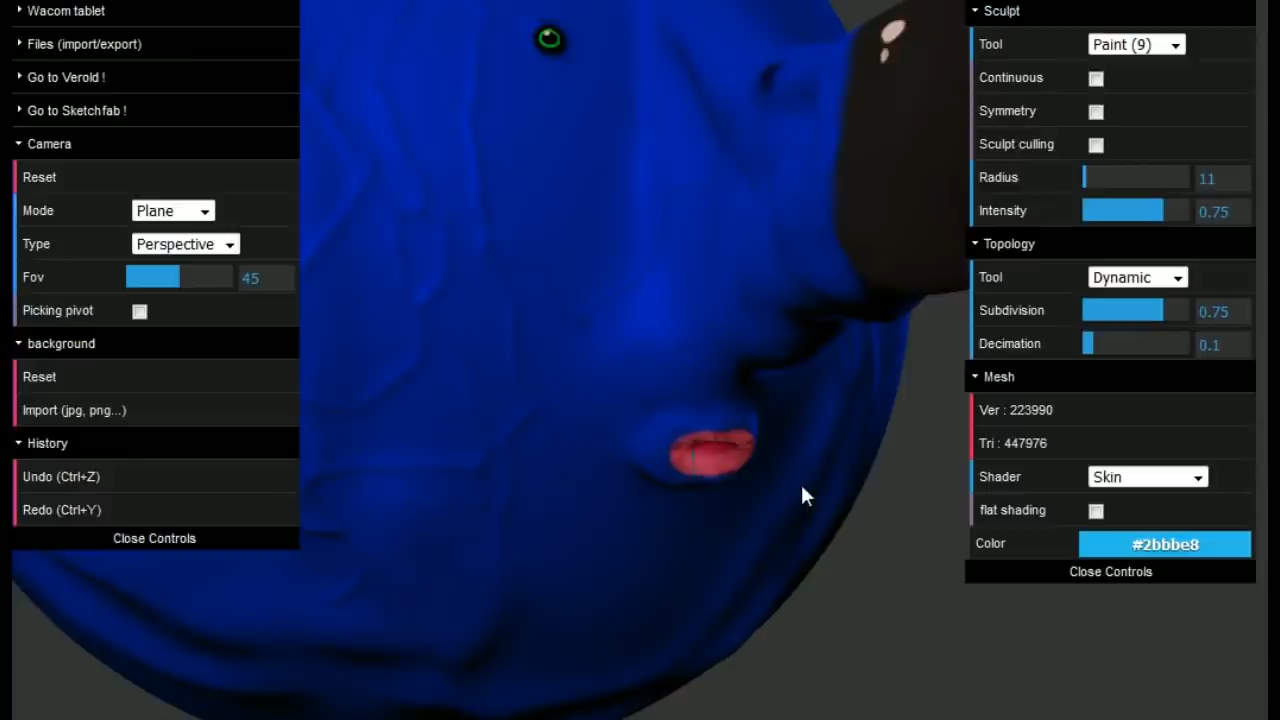 Wacom tablet
Files (import/export)
Go to Verold !
Go to Sketchfab !
Camera
Reset
Mode Plane
Type Perspective
Fov 45
Picking pivot
background
Reset
Import (jpg, png...)
History
Undo (Ctrl+Z)
Redo (Ctrl+Y)
Close Controls
Sculpt
Tool Paint (9)
Continuous
Symmetry
Sculpt culling
Radius 11
Intensity 0.75
Topology
Tool Dynamic
Subdivision 0.75
Decimation 0.1
Mesh
Ver : 223990
Tri : 447976
Shader Skin
flat shading
Color #2bbbe8
Close Controls